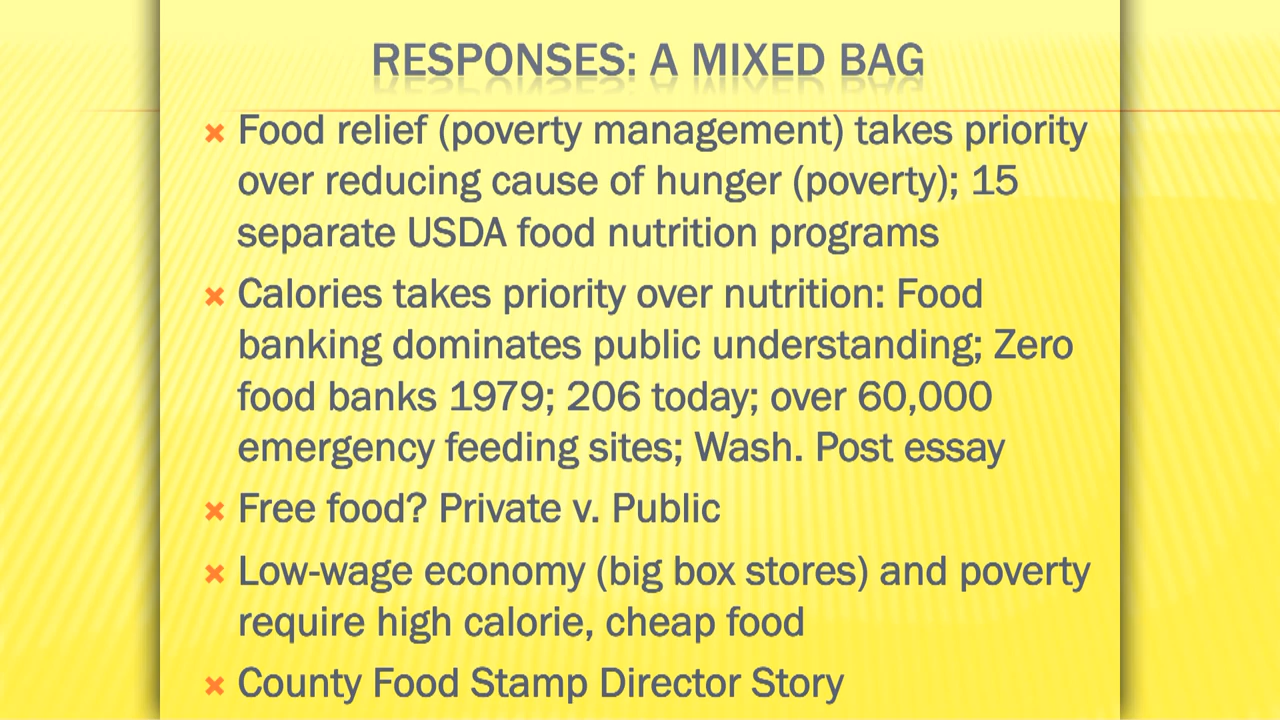 RESPONSES: A MIXED BAG
Food relief (poverty management) takes priority
over reducing cause of hunger (poverty); 15
separate USDA food nutrition programs
Calories takes priority over nutrition: Food
banking dominates public understanding; Zero
food banks 1979; 206 today; over 60,000
emergency feeding sites; Wash. Post essay
Free food? Private v. Public
Low-wage economy (big box stores) and poverty
require high calorie, cheap food
County Food Stamp Director Story